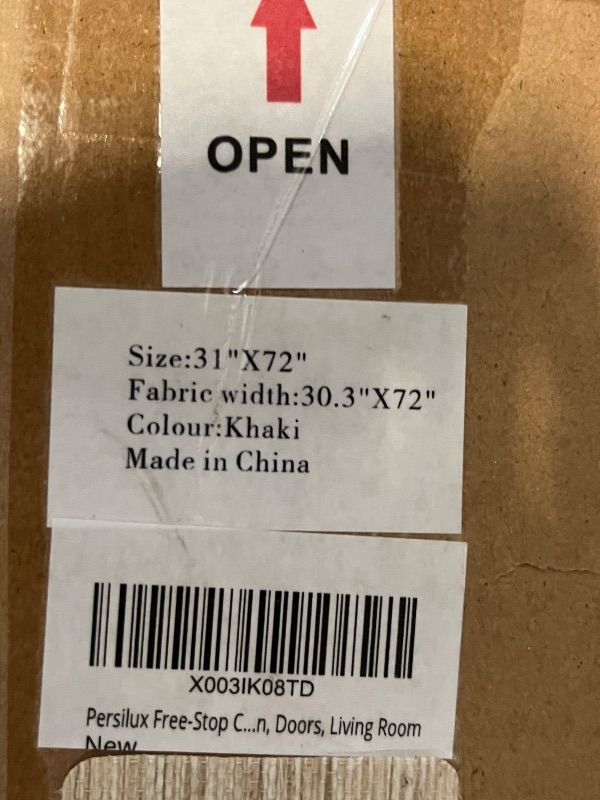 OPEN
Size:31"X72"
Fabric width:30.3"X72"
Colour:Khaki
Made in China
X003IK08TD
Persilux Free-Stop C...n, Doors, Living Room
New